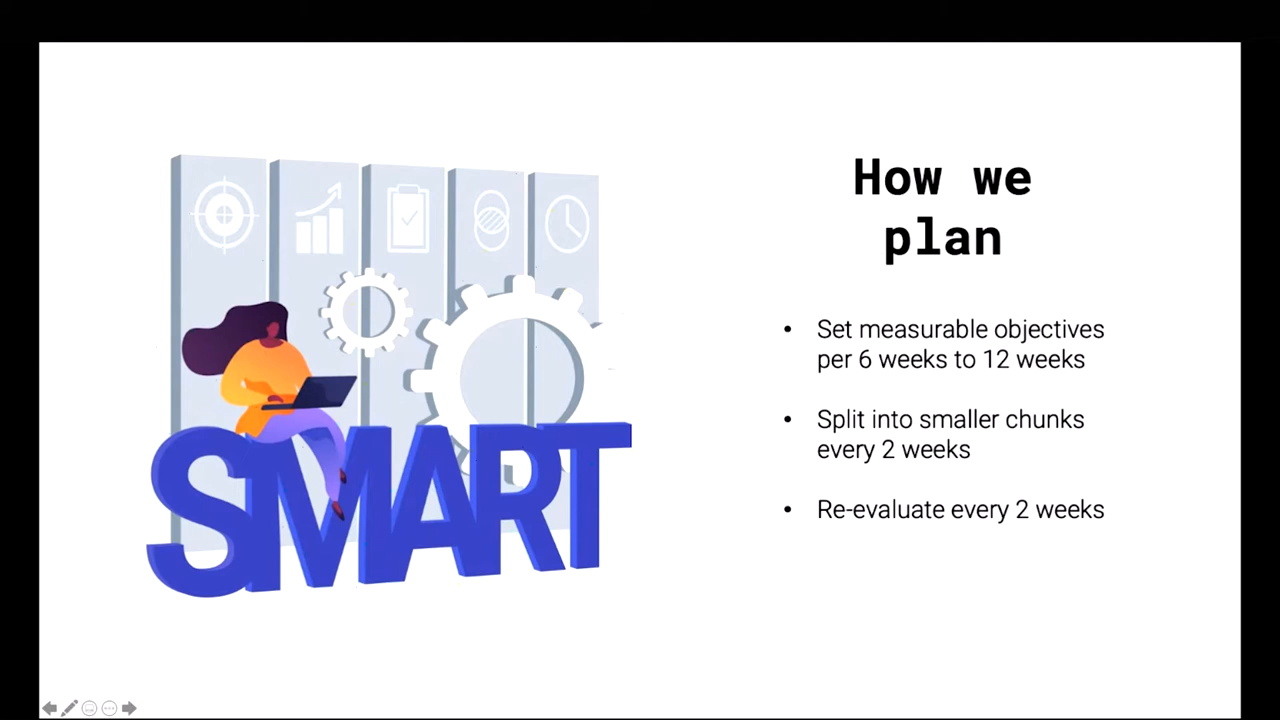 How we
plan
• Set measurable objectives
per 6 weeks to 12 weeks
• Split into smaller chunks
every 2 weeks
• Re-evaluate every 2 weeks
SMART